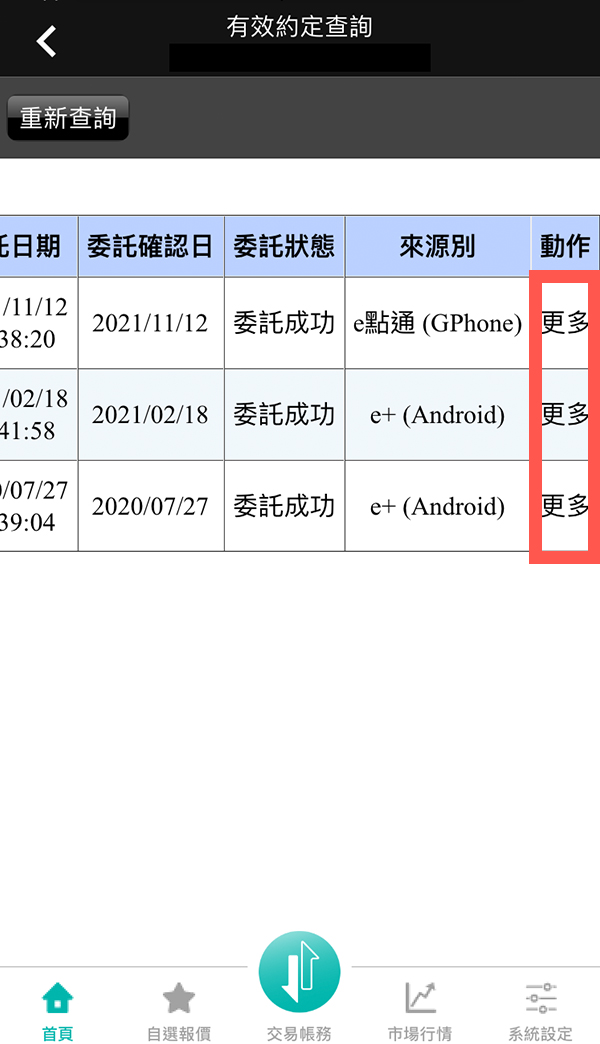 有效約定查詢
重新查詢
託日期 委託確認日 委託狀態 來源別 動作
/11/12
38:20 2021/11/12 委託成功 e點通 (GPhone) 更多
/02/18
41:58 2021/02/18 委託成功 e+ (Android) 更多
/07/27
39:04 2020/07/27 委託成功 e+ (Android) 更多
首頁 自選報價 交易帳務 市場行情 系統設定